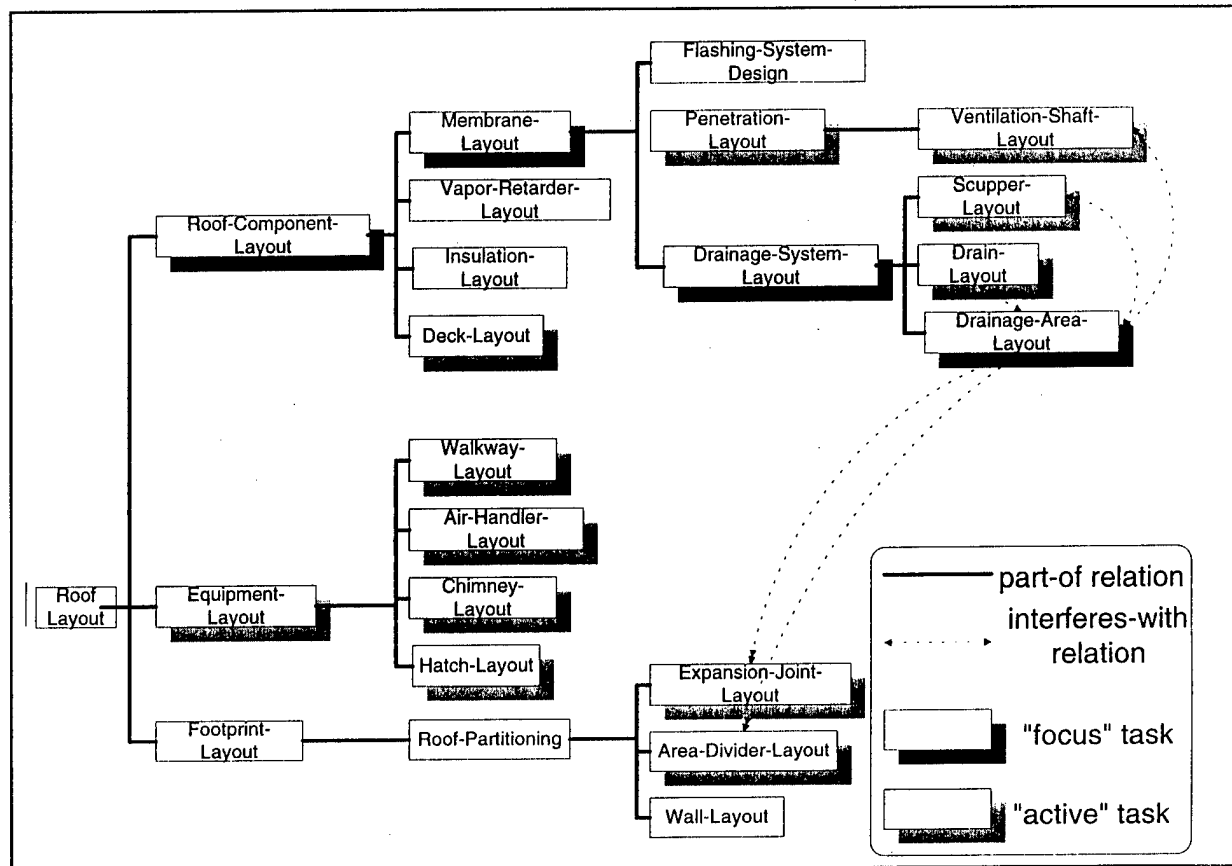 Flashing-System-
Design
Membrane-
Layout
Penetration-
Layout
Ventilation-Shaft-
Layout
Vapor-Retarder-
Layout
Scupper-
Layout
Roof-Component-
Layout
Insulation-
Layout
Drainage-System-
Layout
Drain-
Layout
Deck-Layout
Drainage-Area-
Layout
Walkway-
Layout
Air-Handler-
Layout
Roof
Layout
Equipment-
Layout
Chimney-
Layout
Hatch-Layout
Expansion-Joint-
Layout
Footprint-
Layout
Roof-Partitioning
Area-Divider-Layout
Wall-Layout
part-of relation
interferes-with
relation
"focus" task
"active" task